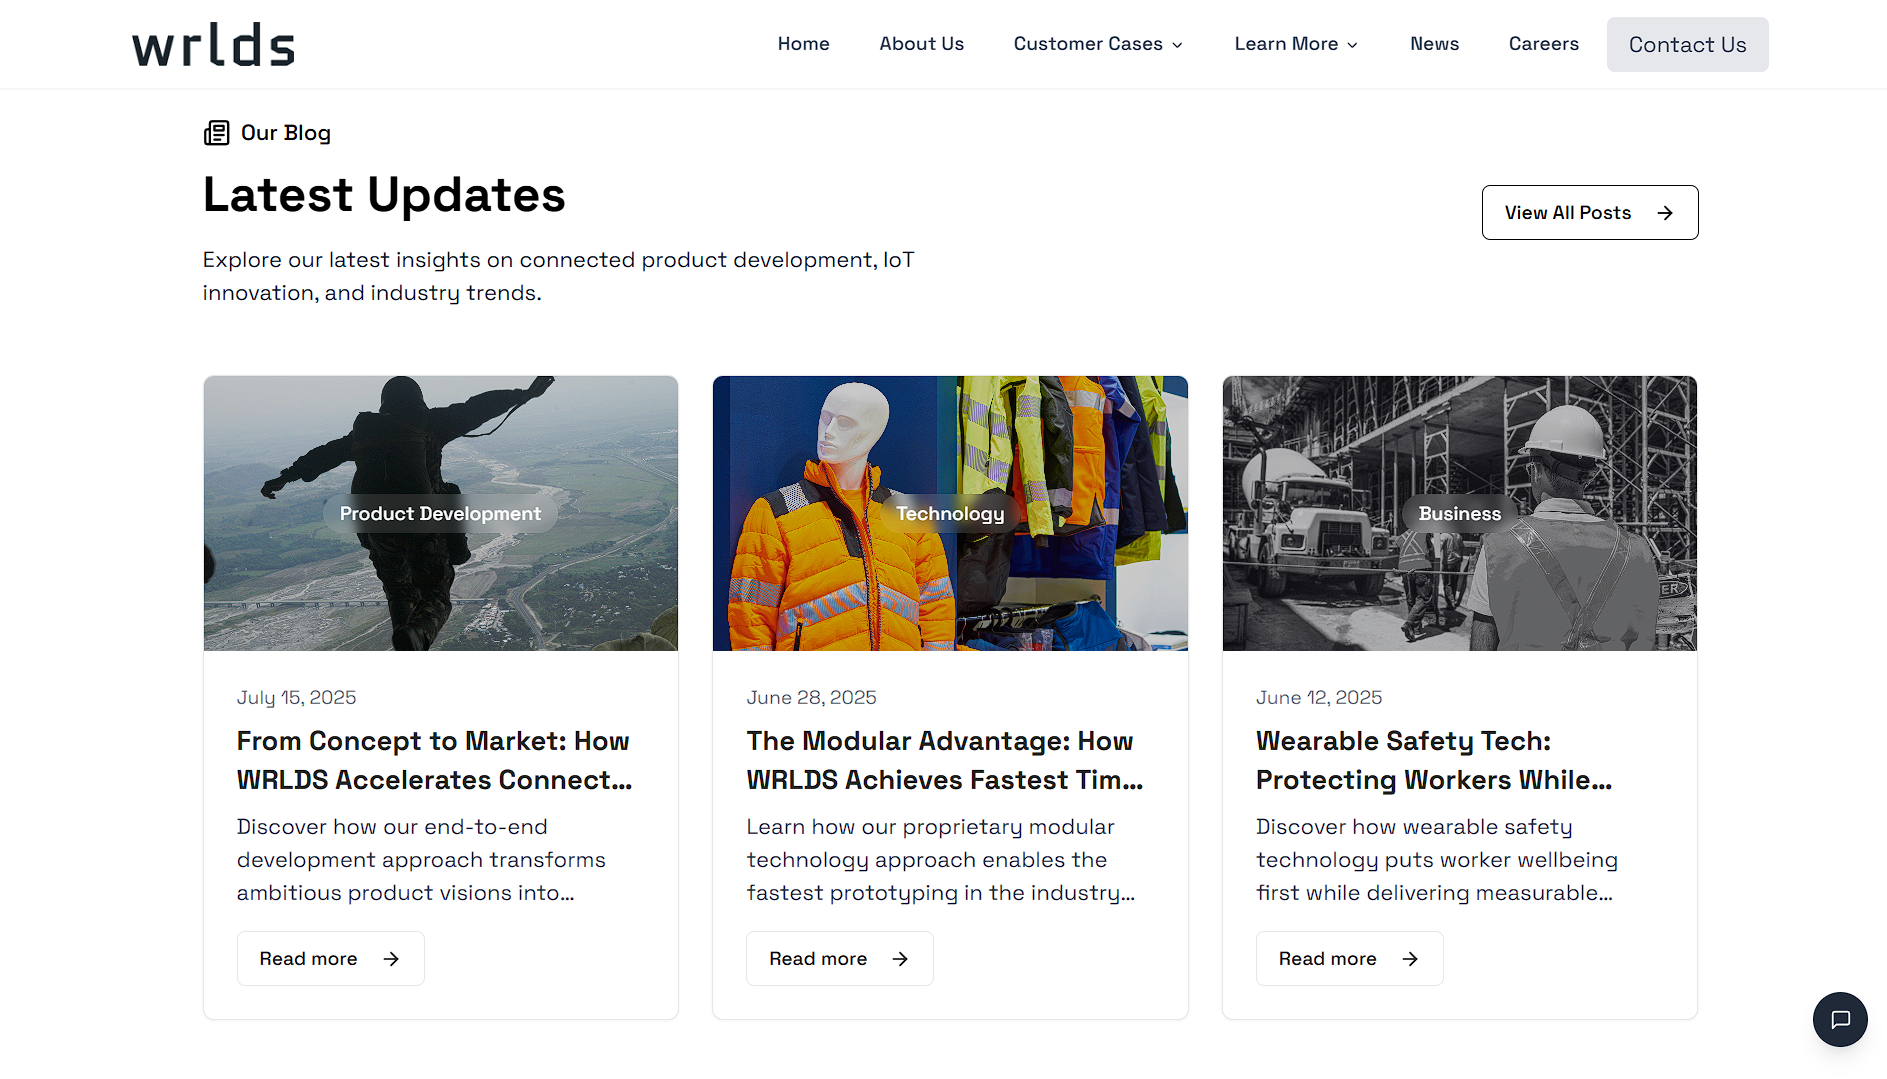 wrlds
Home
About Us
Customer Cases
Learn More
News
Careers
Contact Us
Our Blog
Latest Updates
View All Posts
Explore our latest insights on connected product development, IoT
innovation, and industry trends.
Product Development
Technology
Business
ER
July 15, 2025
From Concept to Market: How
WRLDS Accelerates Connect...
Discover how our end-to-end
development approach transforms
ambitious product visions into...
Read more
June 28, 2025
The Modular Advantage: How
WRLDS Achieves Fastest Tim...
Learn how our proprietary modular
technology approach enables the
fastest prototyping in the industry...
Read more
June 12, 2025
Wearable Safety Tech:
Protecting Workers While...
Discover how wearable safety
technology puts worker wellbeing
first while delivering measurable...
Read more